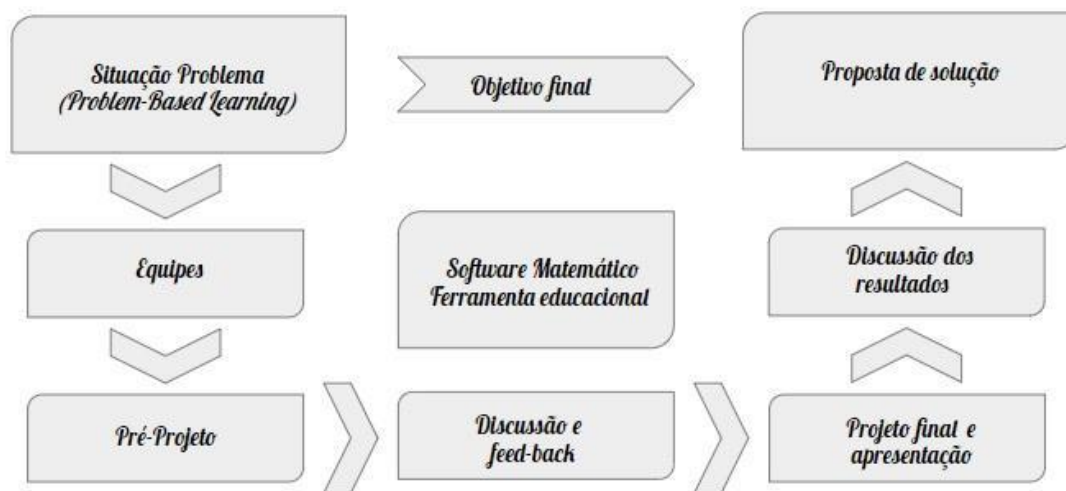 Situação Problema
(Problem-Based Learning)
Objetivo final
Proposta de solução
Equipes
Software Matemático
Ferramenta educacional
Discussão dos
resultados
Pré-Projeto
Discussão e
feed-back
Projeto final e
apresentação